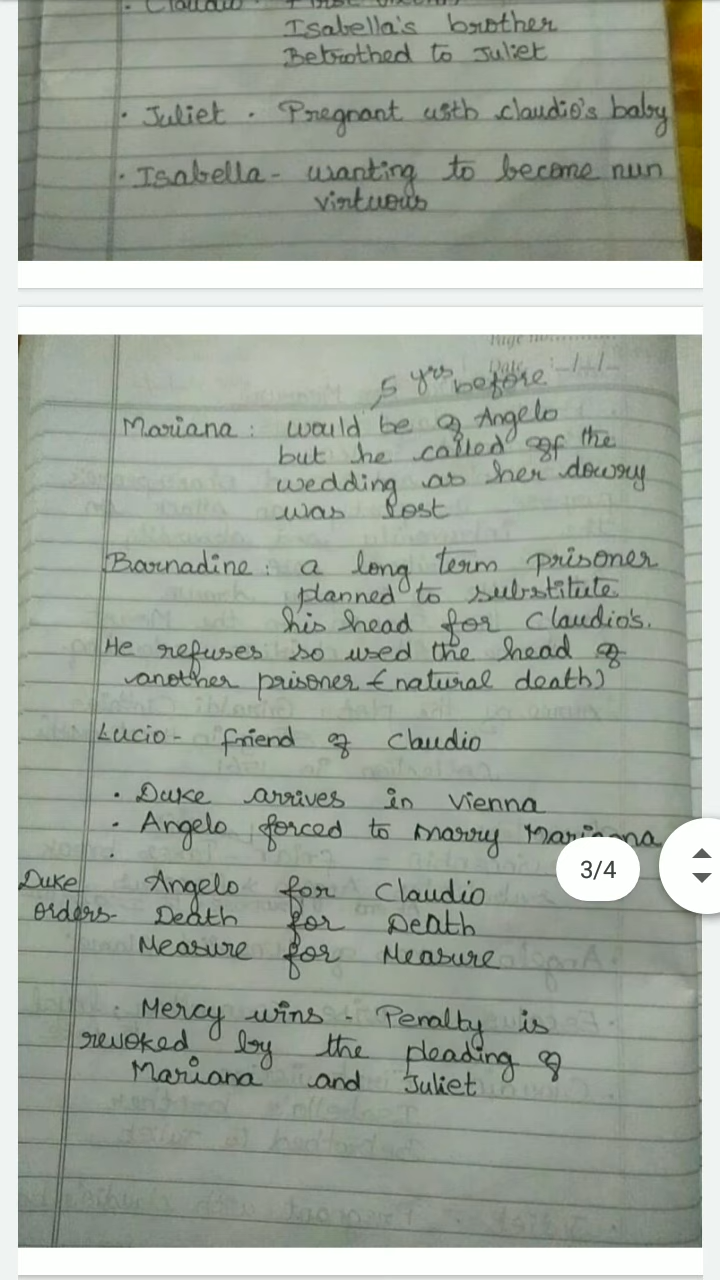 Isabella's brother
Betrothed to Juliet
· Juliet · Pregnant with claudio's baby
· Isabella - wanting to become nun
virtuous
5 yrs before
Mariana : would be of Angelo
but he called off the
wedding as her dowry
was lost
Barnadine : a long term prisoner
planned to substitute
his head for Claudio's.
He refuses so used the head of
another prisoner (natural death)
Lucio - friend of Claudio
· Duke arrives in Vienna
· Angelo forced to marry Mariana
3/4
Duke Angelo for Claudio
orders - Death for Death
Measure for Measure
· Mercy wins - Penalty is
revoked by the pleading of
Mariana and Juliet